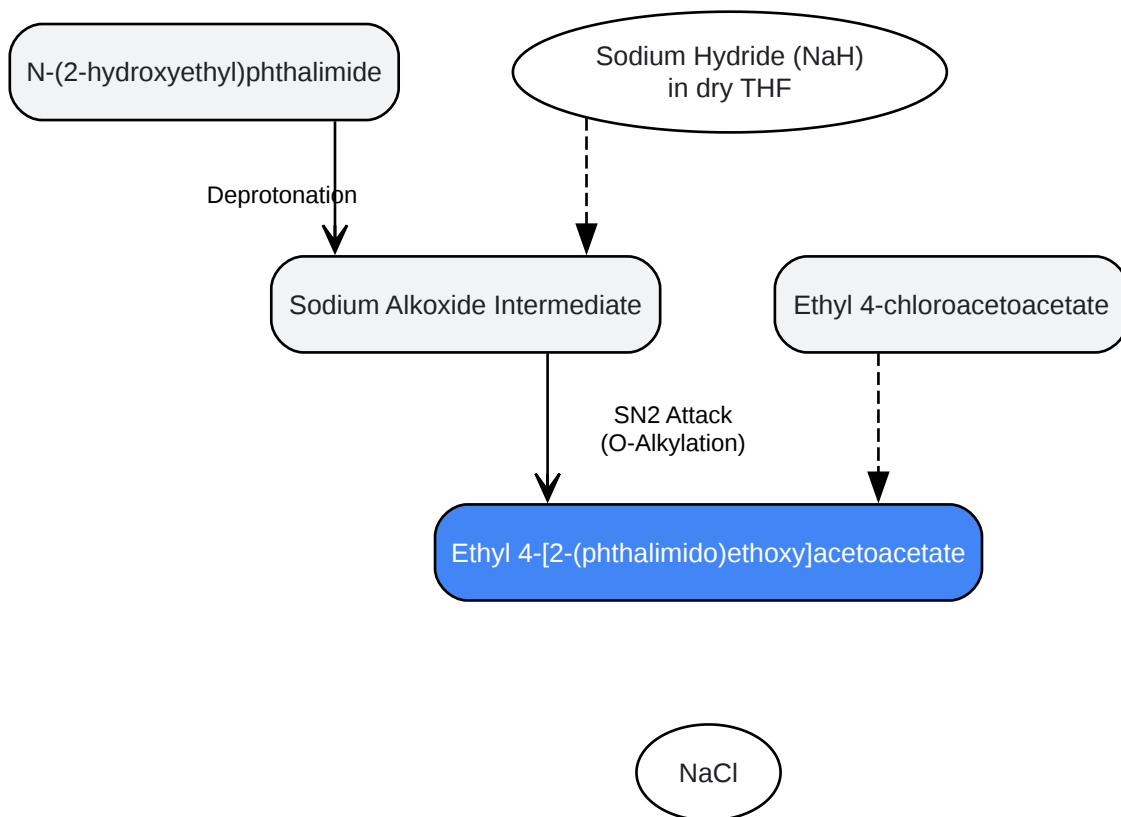 N-(2-hydroxyethyl)phthalimide
Sodium Hydride (NaH)
in dry THF
Deprotonation
Sodium Alkoxide Intermediate
Ethyl 4-chloroacetoacetate
SN2 Attack
(O-Alkylation)
Ethyl 4-[2-(phthalimido)ethoxy]acetoacetate
NaCl